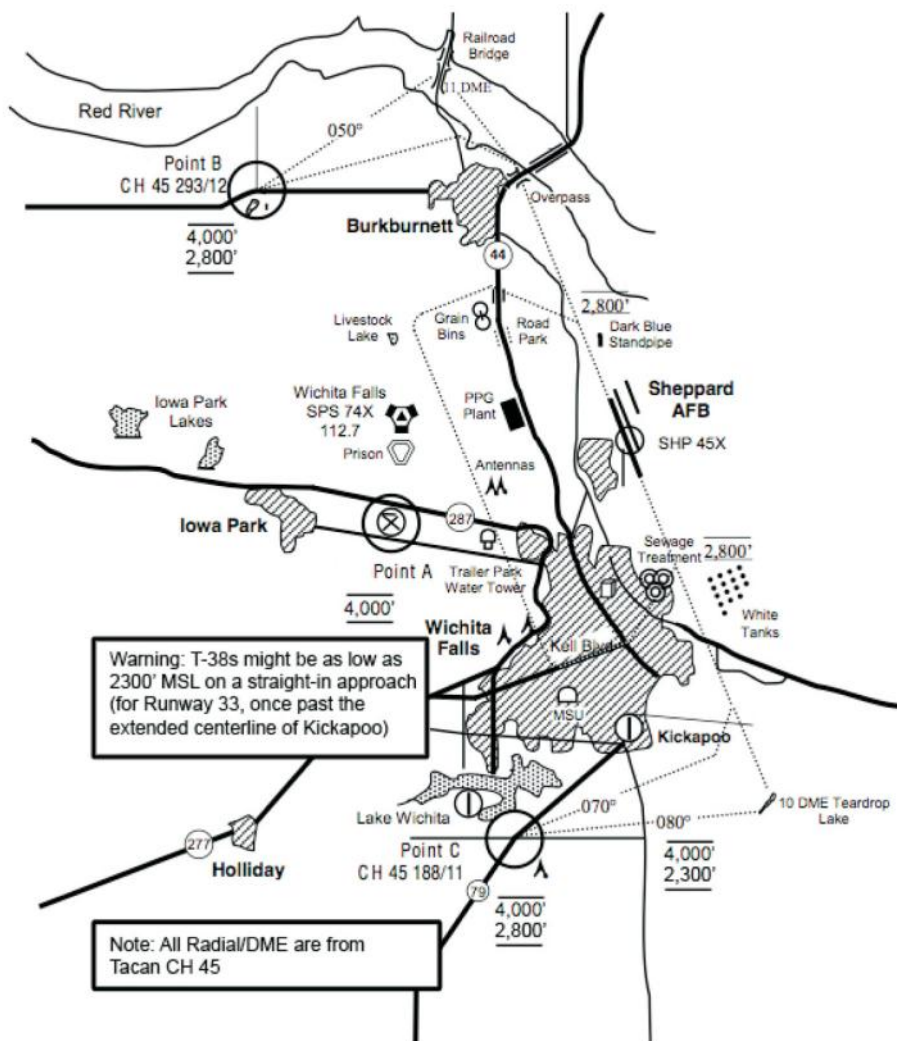 Railroad
Bridge
11 DME
Red River
050°
Point B
CH 45 293/12
Overpass
Burkburnett
4,000'
2,800'
44
2,800'
Livestock
Lake
Grain
Bins
Road
Park
Dark Blue
Standpipe
Iowa Park
Lakes
Wichita Falls
SPS 74X
112.7
Prison
PPG
Plant
Sheppard
AFB
SHP 45X
Antennas
Iowa Park
287
Point A
4,000'
Trailer Park
Water Tower
Sewage
Treatment
2,800'
White
Tanks
Wichita
Falls
Kell Blvd
Warning: T-38s might be as low as
2300' MSL on a straight-in approach
(for Runway 33, once past the
extended centerline of Kickapoo)
MSU
Kickapoo
Lake Wichita
070°
10 DME Teardrop
Lake
080°
277
Holliday
Point C
CH 45 188/11
4,000'
2,300'
79
4,000'
2,800'
Note: All Radial/DME are from
Tacan CH 45